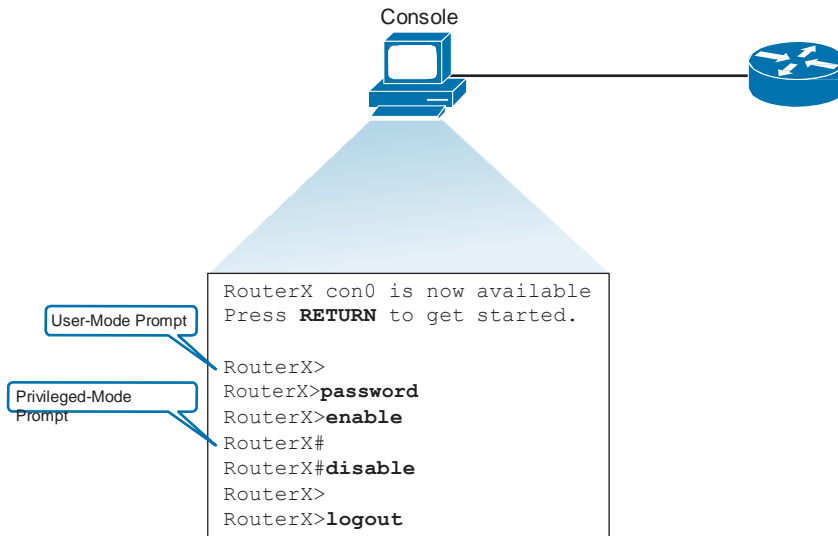 Console
RouterX con0 is now available
Press RETURN to get started.
User-Mode Prompt
RouterX>
RouterX>password
Privileged-Mode
Prompt
RouterX>enable
RouterX#
RouterX#disable
RouterX>
RouterX>logout